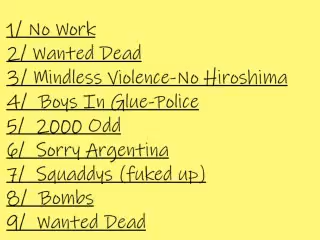 1/ No Work
2/ Wanted Dead
3/ Mindless Violence-No Hiroshima
4/ Boys In Glue-Police
5/ 2000 Odd
6/ Sorry Argentina
7/ Squaddys (fuked up)
8/ Bombs
9/ Wanted Dead